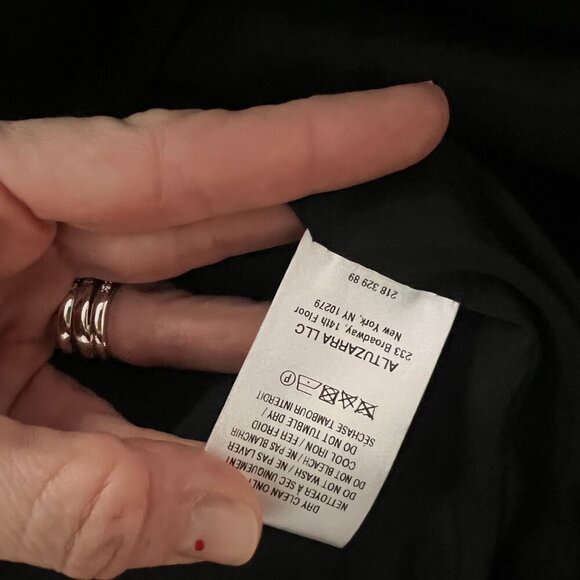 DRY CLEAN ONLY
NETTOYER À SEC UNIQUEMENT
DO NOT WASH / NE PAS LAVER
DO NOT BLEACH / NE PAS BLANCHIR
COOL IRON / FER FROID
DO NOT TUMBLE DRY /
SÉCHAGE TAMBOUR INTERDIT
P
ALTUZARRA LLC
233 Broadway, 14th Floor
New York, NY 10279
218 329 89